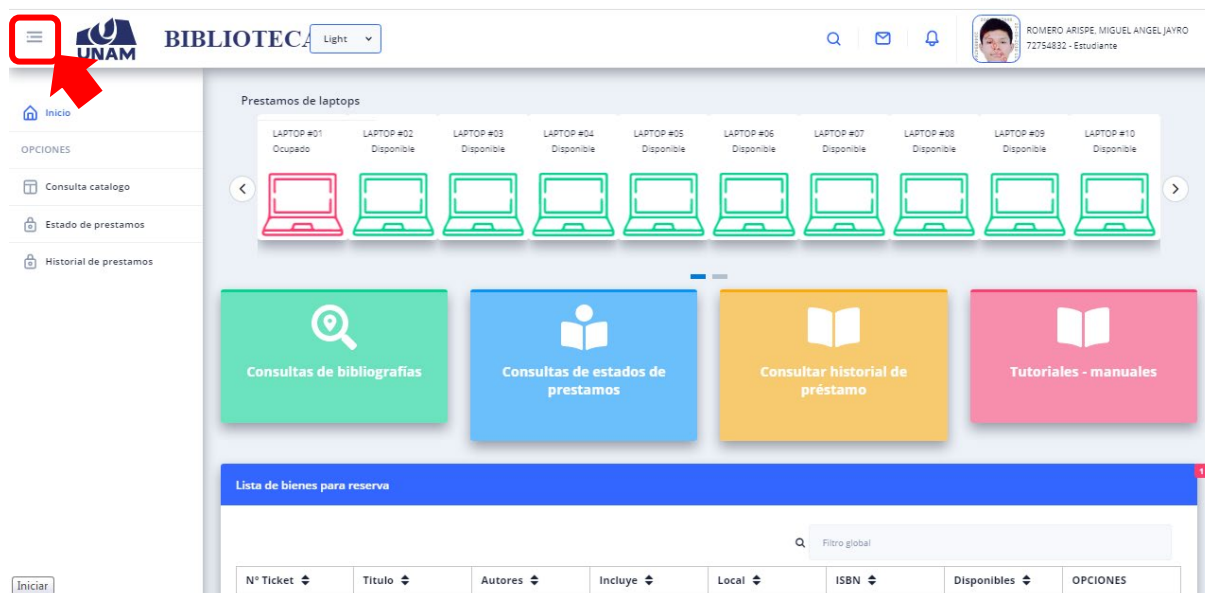 UNAM
BIBLIOTECA
Light
ROMERO ARISPE, MIGUEL ANGEL JAYRO
72754832 - Estudiante
Inicio
OPCIONES
Consulta catalogo
Estado de prestamos
Historial de prestamos
Prestamos de laptops
LAPTOP #01 LAPTOP #02 LAPTOP #03 LAPTOP #04 LAPTOP #05 LAPTOP #06 LAPTOP #07 LAPTOP #08 LAPTOP #09 LAPTOP #10
Ocupado Disponible Disponible Disponible Disponible Disponible Disponible Disponible Disponible Disponible
Consultas de bibliografías
Consultas de estados de
prestamos
Consultar historial de
préstamo
Tutoriales - manuales
Lista de bienes para reserva
1
Filtro global
N° Ticket Titulo Autores Incluye Local ISBN Disponibles OPCIONES
Iniciar